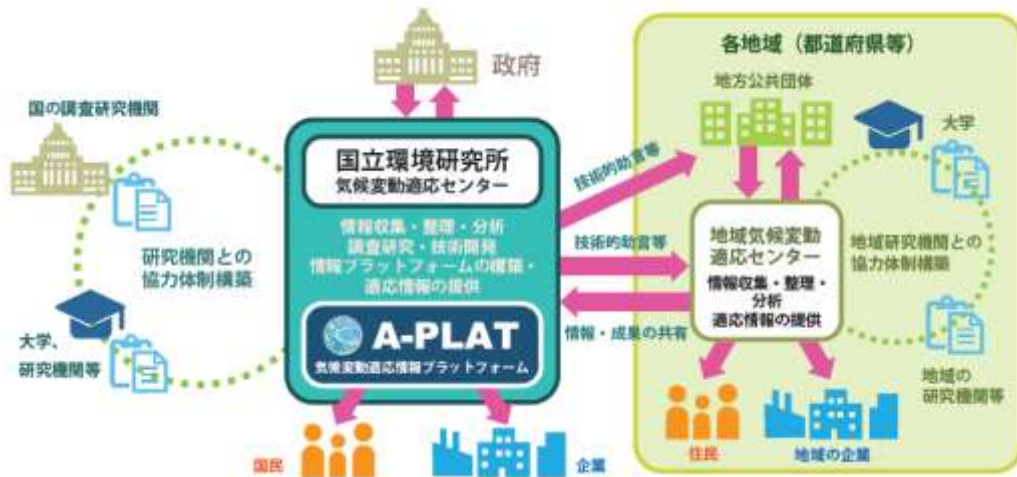 政府
国の調査研究機関
研究機関との
協力体制構築
大学、
研究機関等
国立環境研究所
気候変動適応センター
情報収集・整理・分析
調査研究・技術開発
情報プラットフォームの構築・
適応情報の提供
A-PLAT
気候変動適応情報プラットフォーム
国民
企業
技術的助言等
技術的助言等
情報・成果の共有
各地域（都道府県等）
地方公共団体
大学
地域気候変動
適応センター
情報収集・整理・
分析
適応情報の提供
地域研究機関との
協力体制構築
地域の
研究機関等
住民
地域の企業